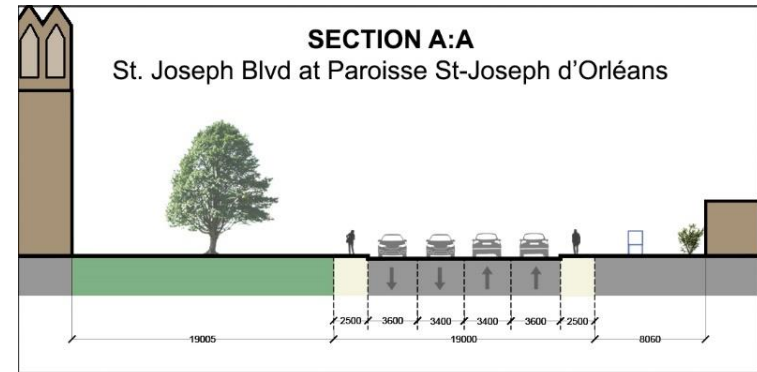 SECTION A:A
St. Joseph Blvd at Paroisse St-Joseph d'Orléans
2500 3600 3400 3400 3600 2500
19005 19000 8060